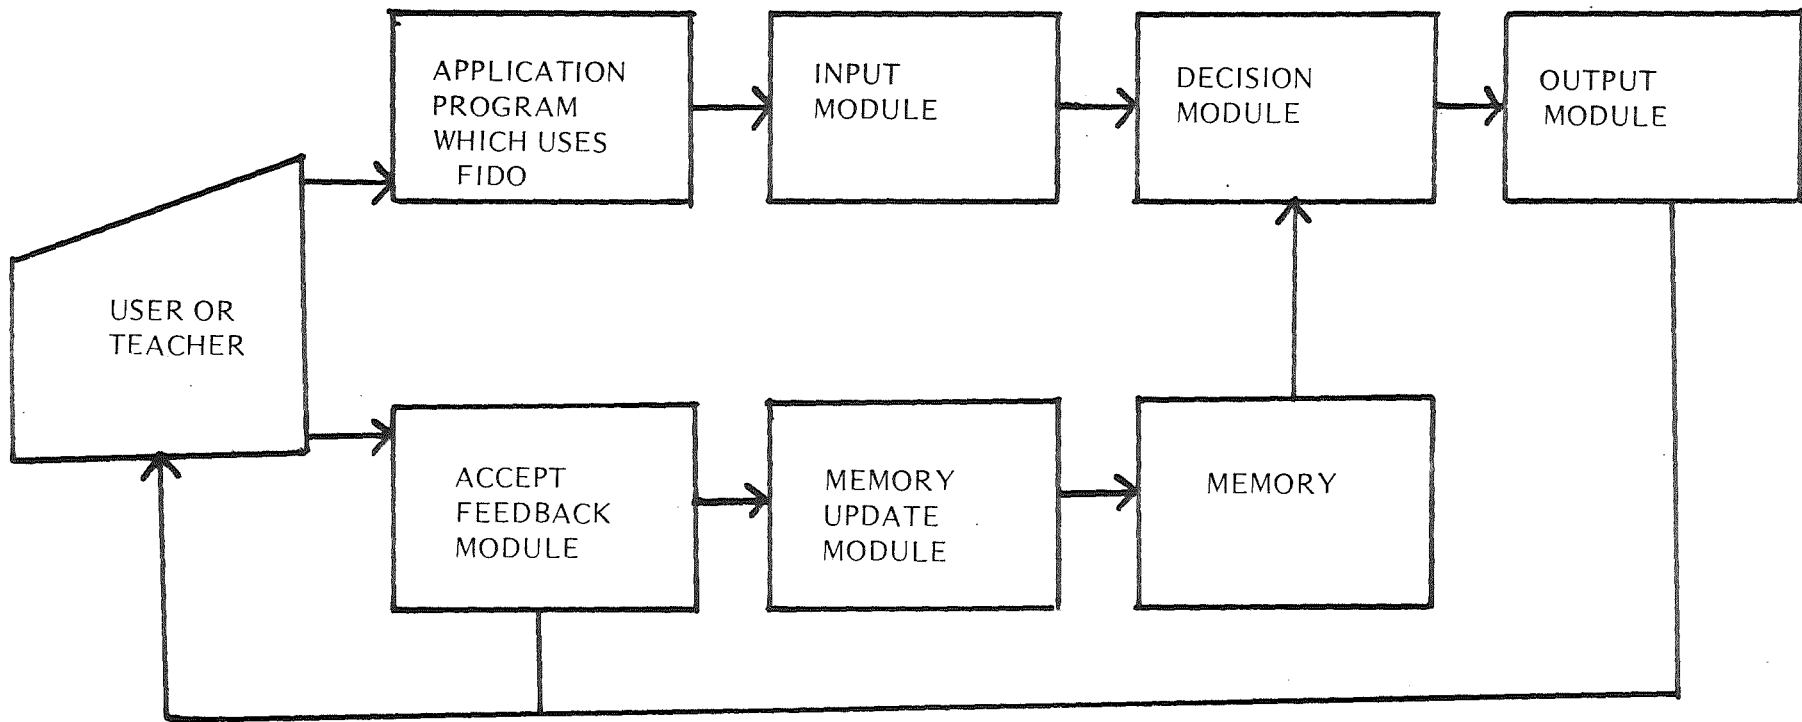 APPLICATION
PROGRAM
WHICH USES
FIDO
INPUT
MODULE
DECISION
MODULE
OUTPUT
MODULE
USER OR
TEACHER
ACCEPT
FEEDBACK
MODULE
MEMORY
UPDATE
MODULE
MEMORY